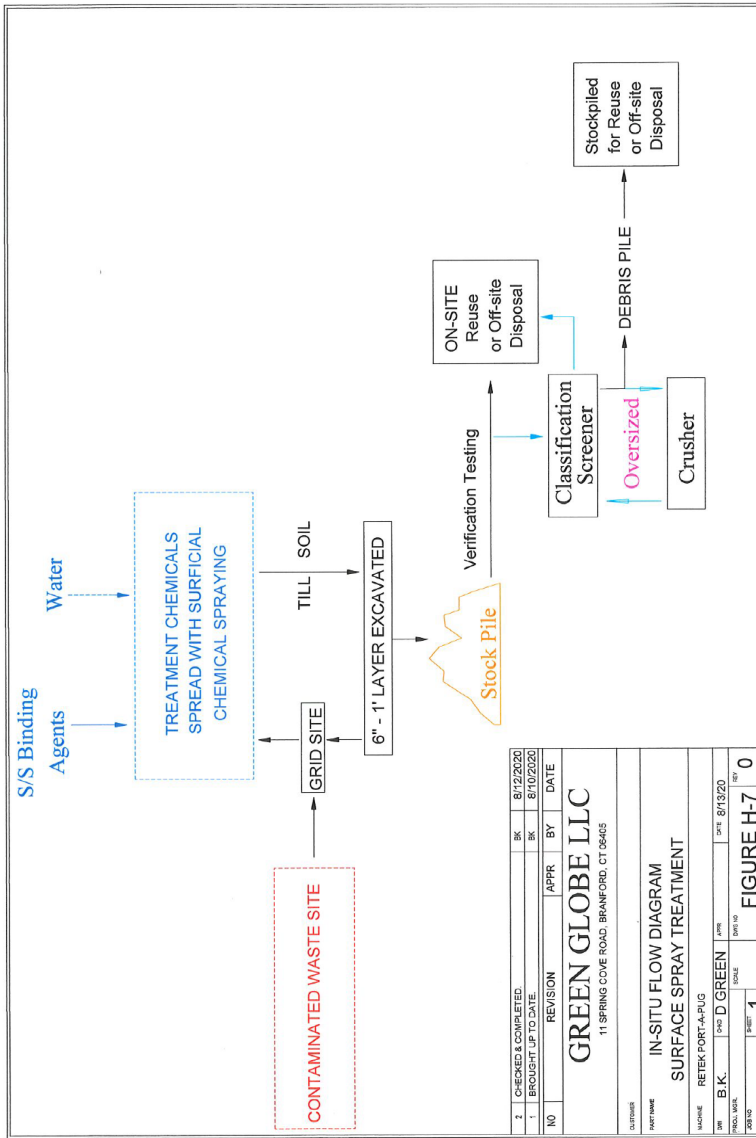 S/S Binding
Agents
Water
TREATMENT CHEMICALS
SPREAD WITH SURFICIAL
CHEMICAL SPRAYING
CONTAMINATED WASTE SITE
GRID SITE
TILL SOIL
6" - 1' LAYER EXCAVATED
Stock Pile
Verification Testing
ON-SITE
Reuse
or Off-site
Disposal
Classification
Screener
Oversized
Crusher
DEBRIS PILE
Stockpiled
for Reuse
or Off-site
Disposal
2 CHECKED & COMPLETED. BK 8/12/2020
1 BROUGHT UP TO DATE. BK 8/10/2020
NO REVISION APPR BY DATE
GREEN GLOBE LLC
11 SPRING COVE ROAD, BRANFORD, CT 06405
CUSTOMER
PART NAME IN-SITU FLOW DIAGRAM
SURFACE SPRAY TREATMENT
MACHINE RETEK PORT-A-PUG
DWN B.K. CHKD D GREEN APPR DATE 8/13/20
PROJ. MGR. SCALE DWG NO FIGURE H-7 REV 0
JOB NO SHEET 1